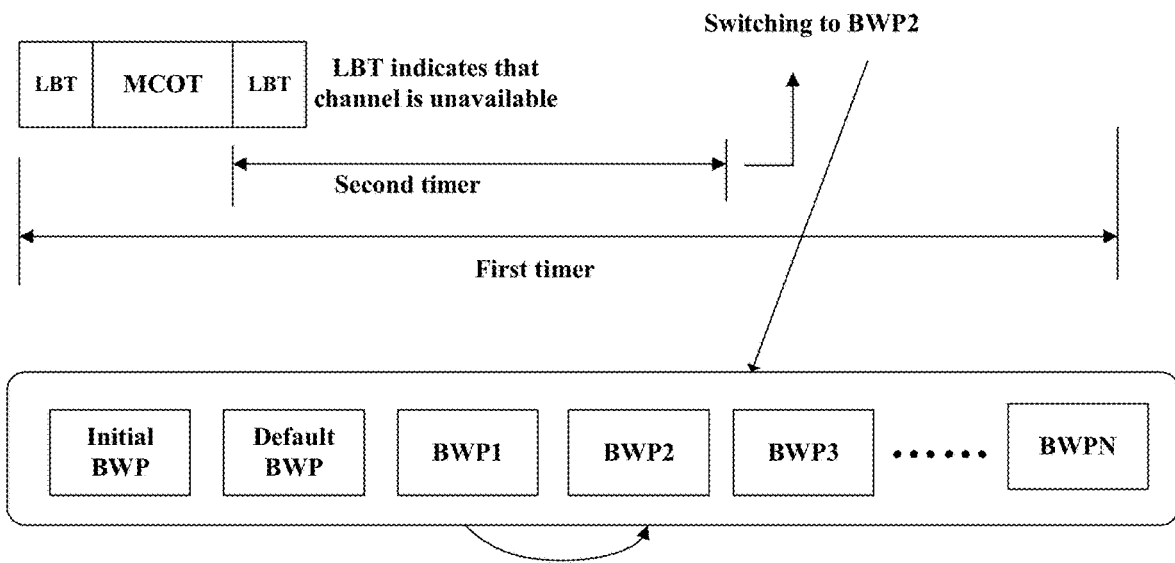 Switching to BWP2
LBT
MCOT
LBT
LBT indicates that
channel is unavailable
Second timer
First timer
Initial
BWP
Default
BWP
BWP1
BWP2
BWP3
••••••
BWPN